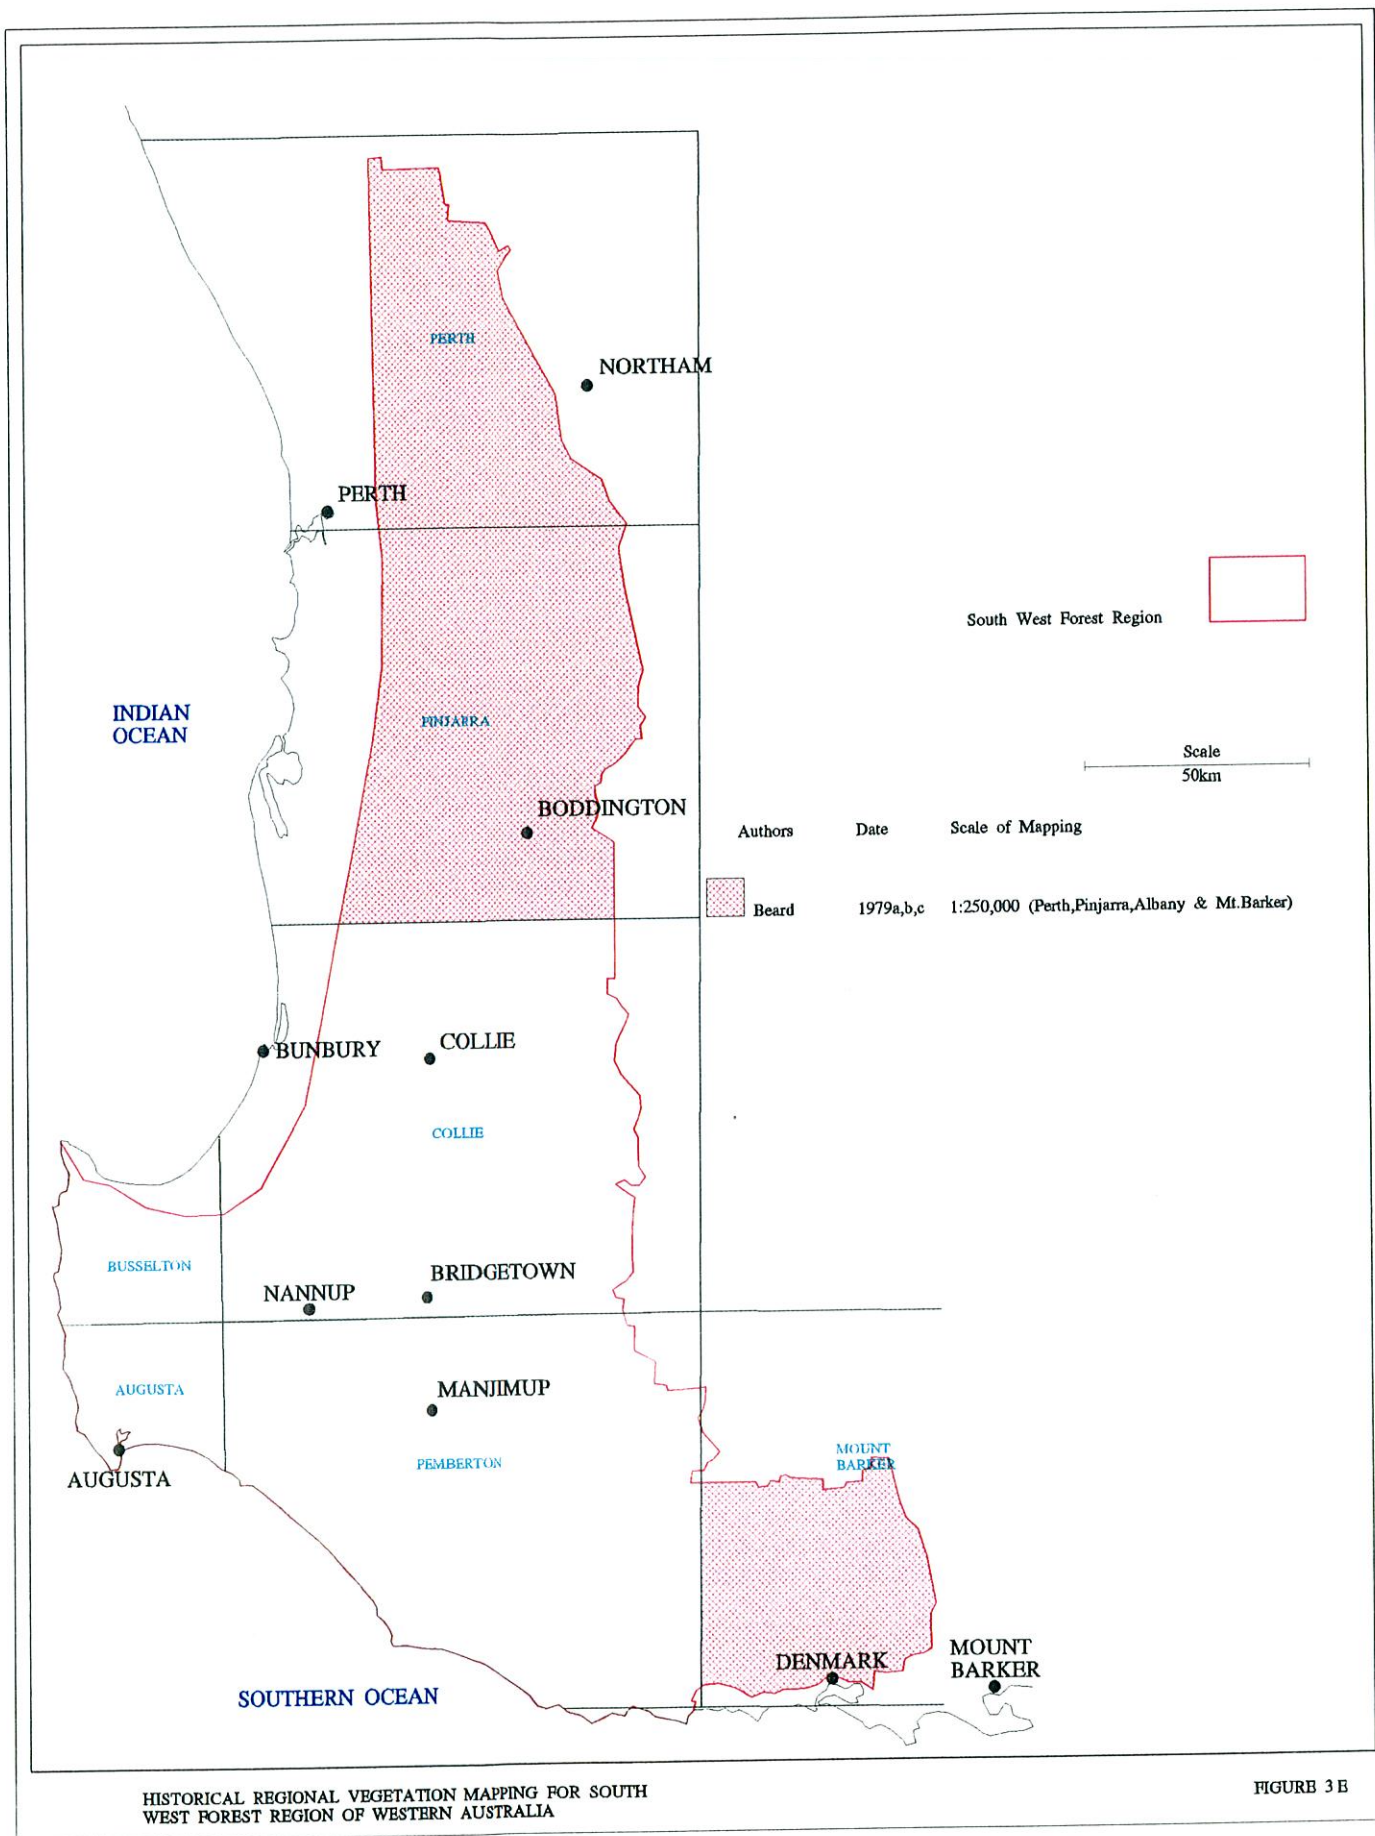 PERTH
NORTHAM
PERTH
South West Forest Region
INDIAN
OCEAN
PINJARRA
Scale
50km
BODDINGTON
Authors Date Scale of Mapping
Beard 1979a,b,c 1:250,000 (Perth,Pinjarra,Albany & Mt.Barker)
BUNBURY
COLLIE
COLLIE
BUSSELTON
NANNUP
BRIDGETOWN
AUGUSTA
MANJIMUP
AUGUSTA
PEMBERTON
MOUNT
BARKER
DENMARK
MOUNT
BARKER
SOUTHERN OCEAN
HISTORICAL REGIONAL VEGETATION MAPPING FOR SOUTH
WEST FOREST REGION OF WESTERN AUSTRALIA
FIGURE 3E